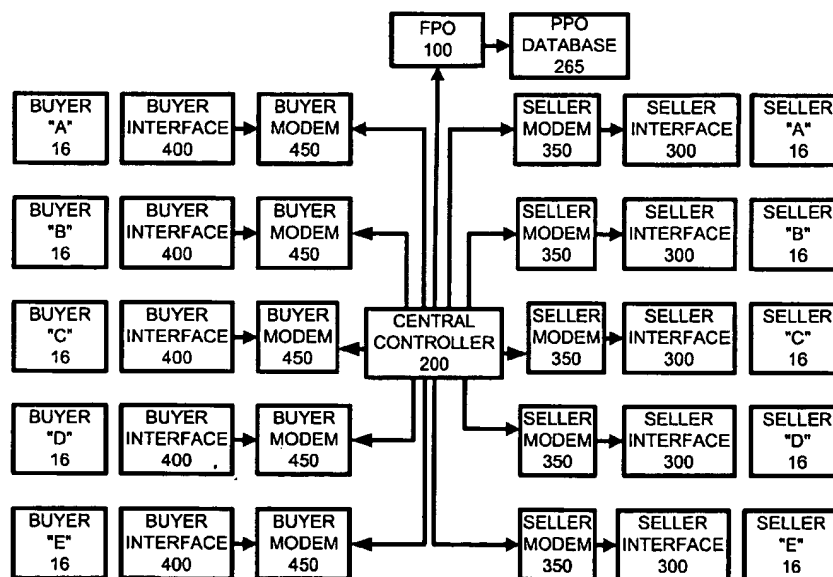 FPO
100
PPO
DATABASE
265
BUYER
"A"
16
BUYER
INTERFACE
400
BUYER
MODEM
450
SELLER
MODEM
350
SELLER
INTERFACE
300
SELLER
"A"
16
BUYER
"B"
16
BUYER
INTERFACE
400
BUYER
MODEM
450
SELLER
MODEM
350
SELLER
INTERFACE
300
SELLER
"B"
16
BUYER
"C"
16
BUYER
INTERFACE
400
BUYER
MODEM
450
CENTRAL
CONTROLLER
200
SELLER
MODEM
350
SELLER
INTERFACE
300
SELLER
"C"
16
BUYER
"D"
16
BUYER
INTERFACE
400
BUYER
MODEM
450
SELLER
MODEM
350
SELLER
INTERFACE
300
SELLER
"D"
16
BUYER
"E"
16
BUYER
INTERFACE
400
BUYER
MODEM
450
SELLER
MODEM
350
SELLER
INTERFACE
300
SELLER
"E"
16